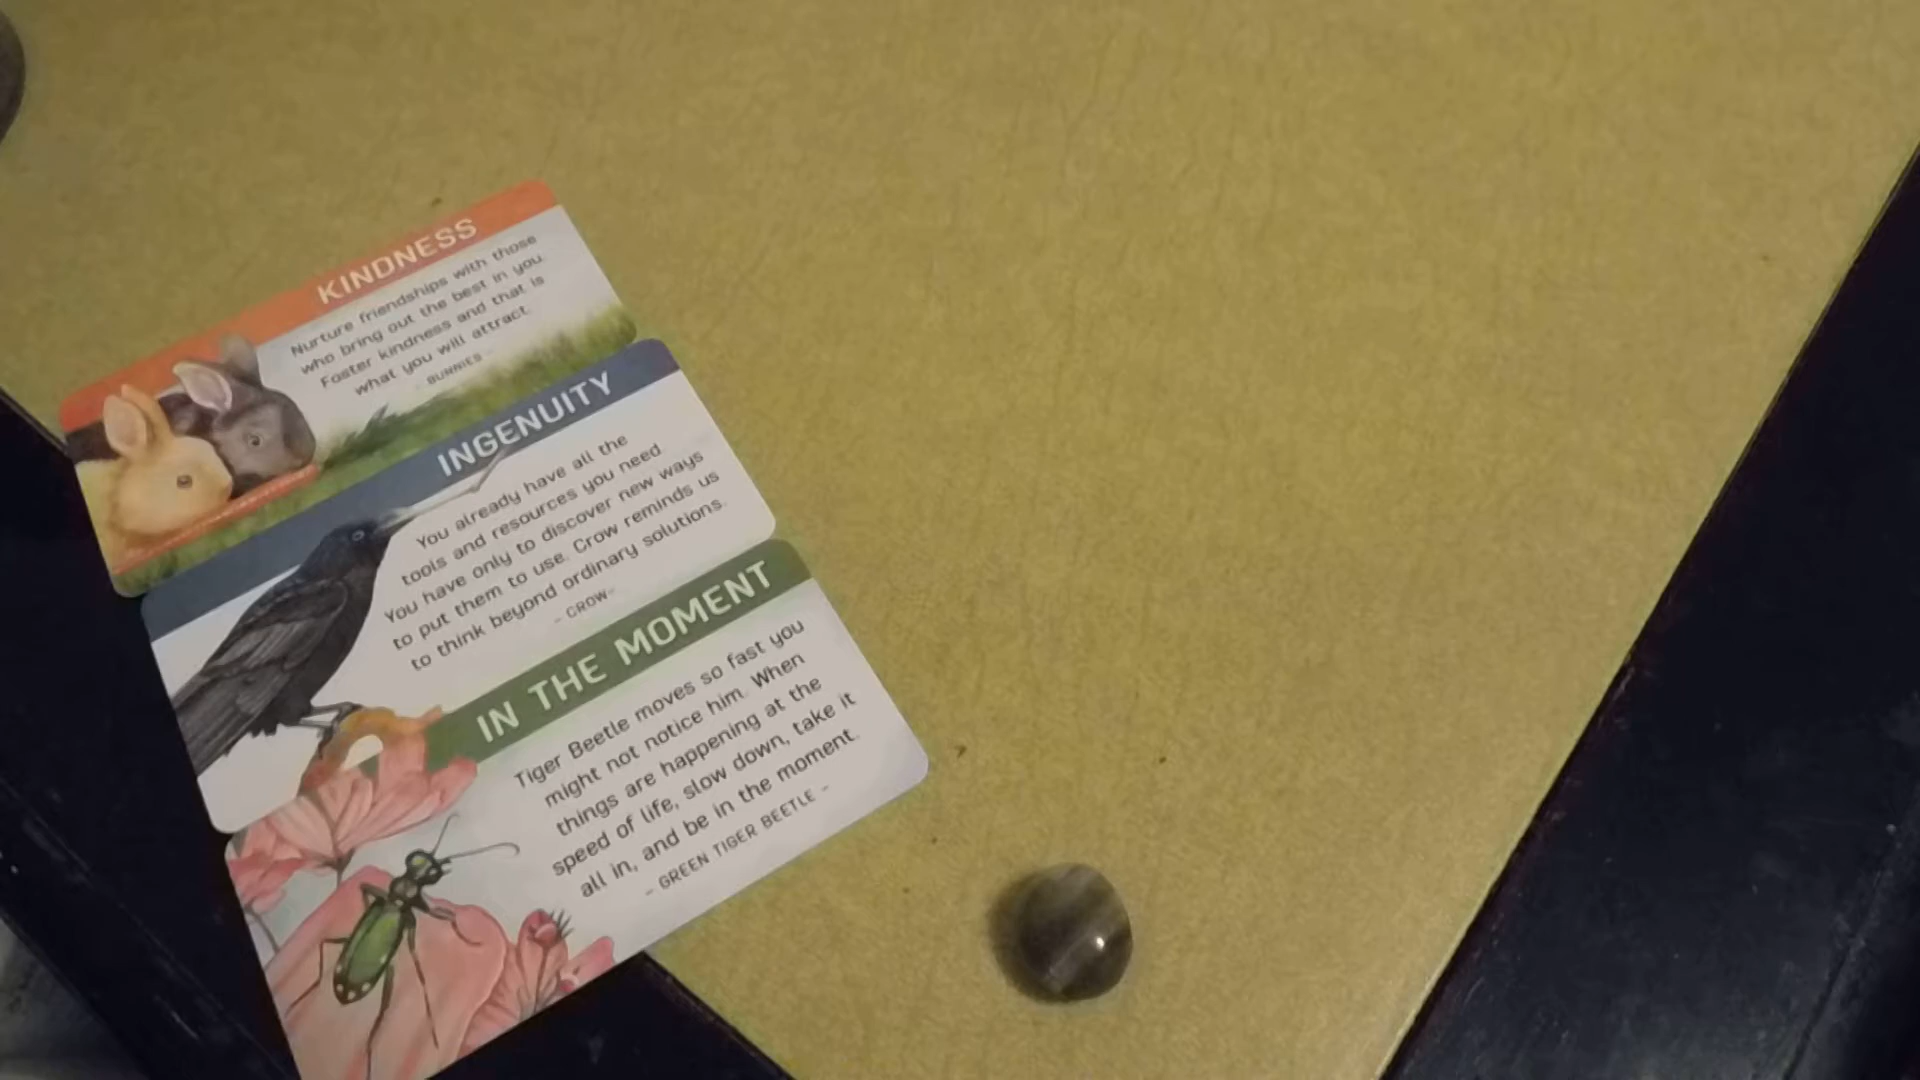 KINDNESS
Nurture friendships with those
who bring out the best in you.
Foster kindness and that is
what you will attract.
- BUNNIES -
INGENUITY
You already have all the
tools and resources you need
You have only to discover new ways
to put them to use. Crow reminds us
to think beyond ordinary solutions.
- CROW -
IN THE MOMENT
Tiger Beetle moves so fast you
might not notice him. When
things are happening at the
speed of life, slow down, take it
all in, and be in the moment.
- GREEN TIGER BEETLE -